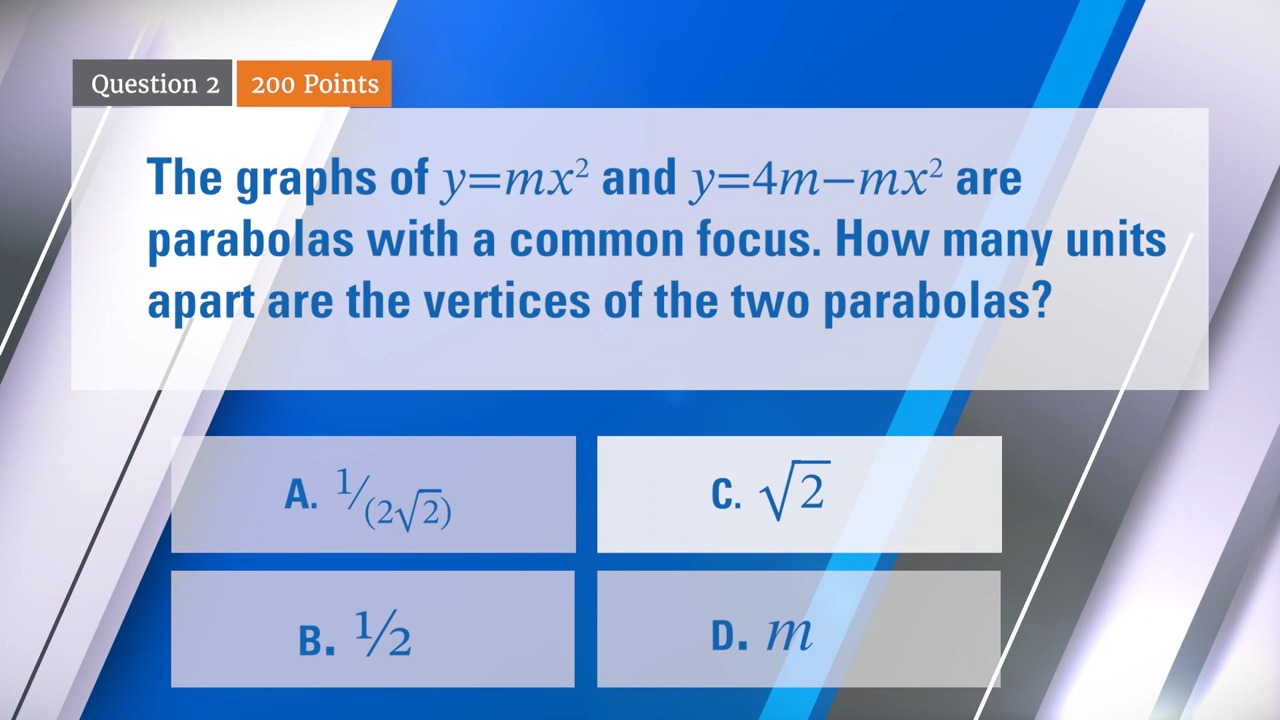 Question 2 200 Points
The graphs of y=mx² and y=4m−mx² are
parabolas with a common focus. How many units
apart are the vertices of the two parabolas?
A. 1/(2√2)
C. √2
B. ½
D. m